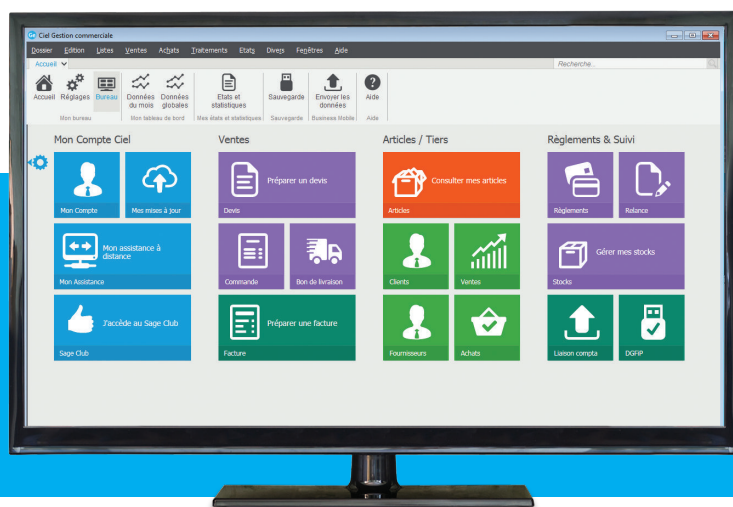 Ge Ciel Gestion commerciale
Dossier Edition Listes Ventes Achats Traitements Etats Divers Fenêtres Aide
Accueil
Recherche...
Accueil Réglages Bureau Données du mois Données globales Etats et statistiques Sauvegarde Envoyer les données Aide
Mon bureau Mon tableau de bord Mes états et statistiques Sauvegarde Business Mobile Aide
Mon Compte Ciel
Ventes
Articles / Tiers
Règlements & Suivi
Mon Compte
Mes mises à jour
Préparer un devis
Devis
Consulter mes articles
Articles
Règlements
Relance
Mon assistance à
distance
Mon Assistance
Commande
Bon de livraison
Clients
Ventes
Gérer mes stocks
Stocks
J'accède au Sage Club
Sage Club
Préparer une facture
Facture
Fournisseurs
Achats
Liaison compta
DGFiP